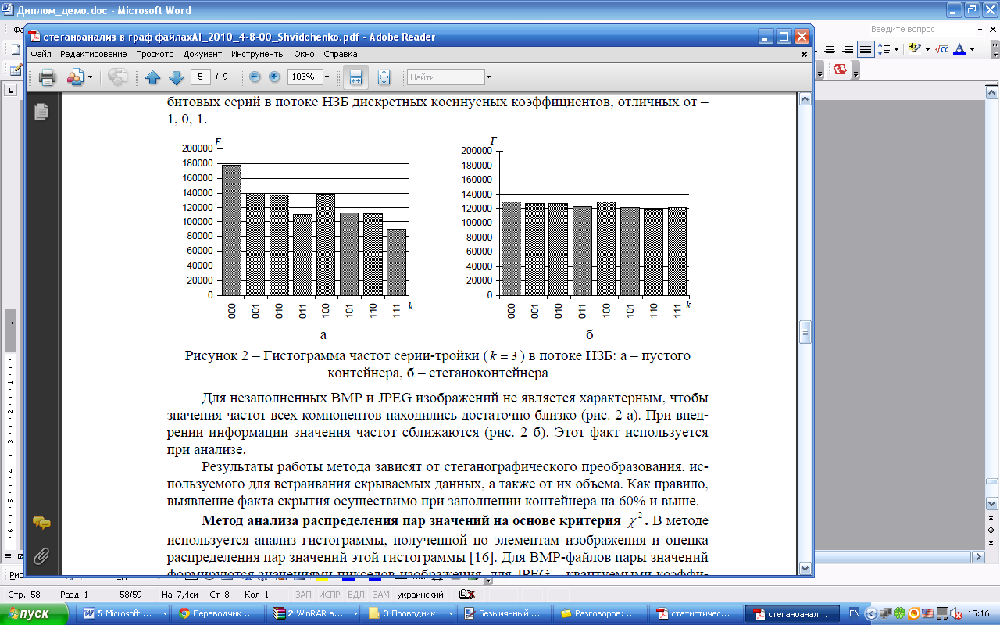 Диплом_демо.doc - Microsoft Word
Введите вопрос
стеганоанализ в граф файлахAI_2010_4-8-00_Shvidchenko.pdf - Adobe Reader
Файл Редактирование Просмотр Документ Инструменты Окно Справка
5 / 9 103% Найти
битовых серий в потоке НЗБ дискретных косинусных коэффициентов, отличных от –
1, 0, 1.
F
200000
180000
160000
140000
120000
100000
80000
60000
40000
20000
0
000 001 010 011 100 101 110 111 k
а
F
200000
180000
160000
140000
120000
100000
80000
60000
40000
20000
0
000 001 010 011 100 101 110 111 k
б
Рисунок 2 – Гистограмма частот серии-тройки ( k = 3 ) в потоке НЗБ: а – пустого
контейнера, б – стеганоконтейнера
Для незаполненных BMP и JPEG изображений не является характерным, чтобы
значения частот всех компонентов находились достаточно близко (рис. 2 а). При внед-
рении информации значения частот сближаются (рис. 2 б). Этот факт используется
при анализе.
Результаты работы метода зависят от стеганографического преобразования, ис-
пользуемого для встраивания скрываемых данных, а также от их объема. Как правило,
выявление факта скрытия осуществимо при заполнении контейнера на 60% и выше.
Метод анализа распределения пар значений на основе критерия χ². В методе
используется анализ гистограммы, полученной по элементам изображения и оценка
распределения пар значений этой гистограммы [16]. Для BMP-файлов пары значений
формируются значениями пикселов изображения, для JPEG – квантуемыми коэффи-
Рис
Стр. 58 Разд 1 58/59 На 7,4см Ст 8 Кол 1 ЗАП ИСПР ВДЛ ЗАМ украинский
пуск 5 Microsoft ... Переводчик ... 2 WinRAR a... 3 Проводник Безымянный ... Разговоров: ... статистичес... стеганоанал... EN 15:16